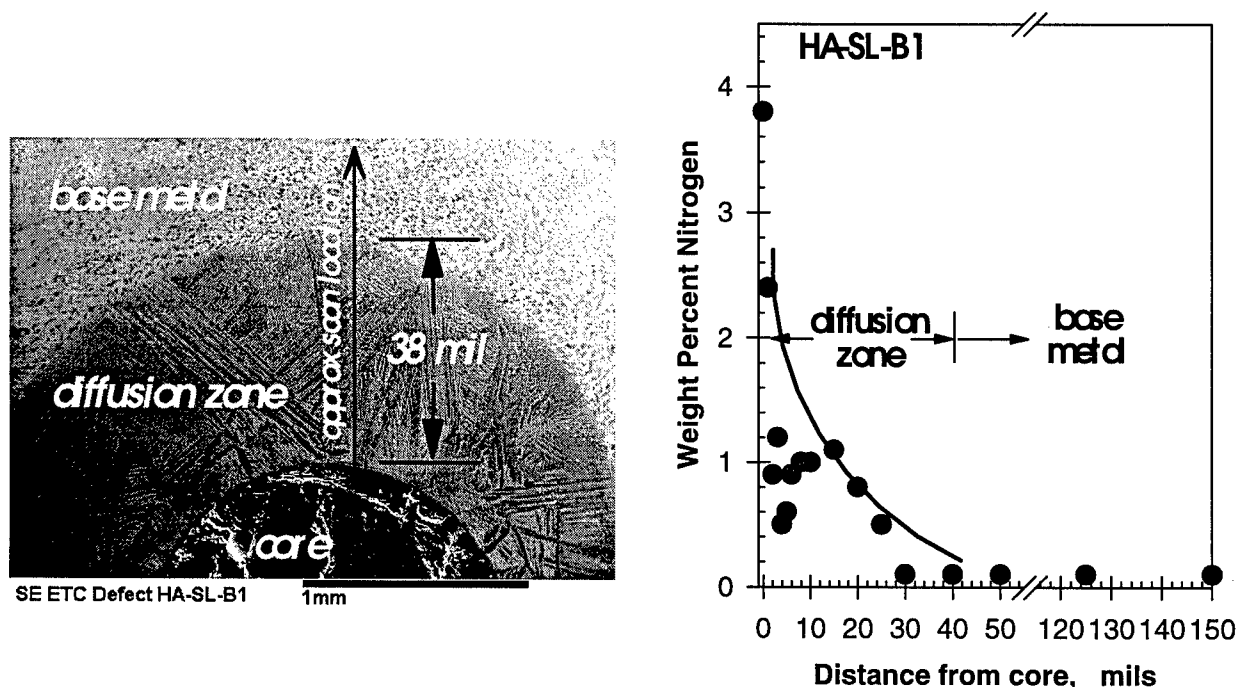 base metal
approx scan location
38 mil
diffusion zone
core
SE ETC Defect HA-SL-B1
1mm
HA-SL-B1
Weight Percent Nitrogen
4
3
2
1
0
diffusion
zone
base
metal
0 10 20 30 40 50 120 130 140 150
Distance from core, mils